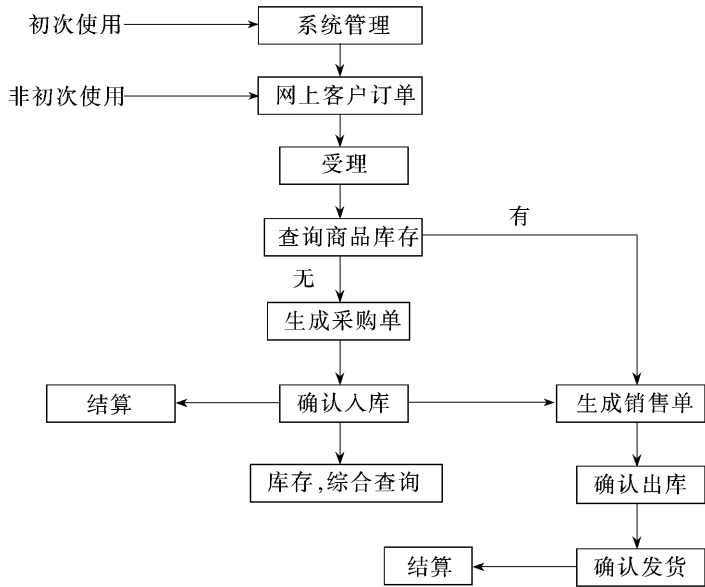 初次使用
系统管理
非初次使用
网上客户订单
受理
有
查询商品库存
无
生成采购单
结算
确认入库
生成销售单
库存,综合查询
确认出库
结算
确认发货